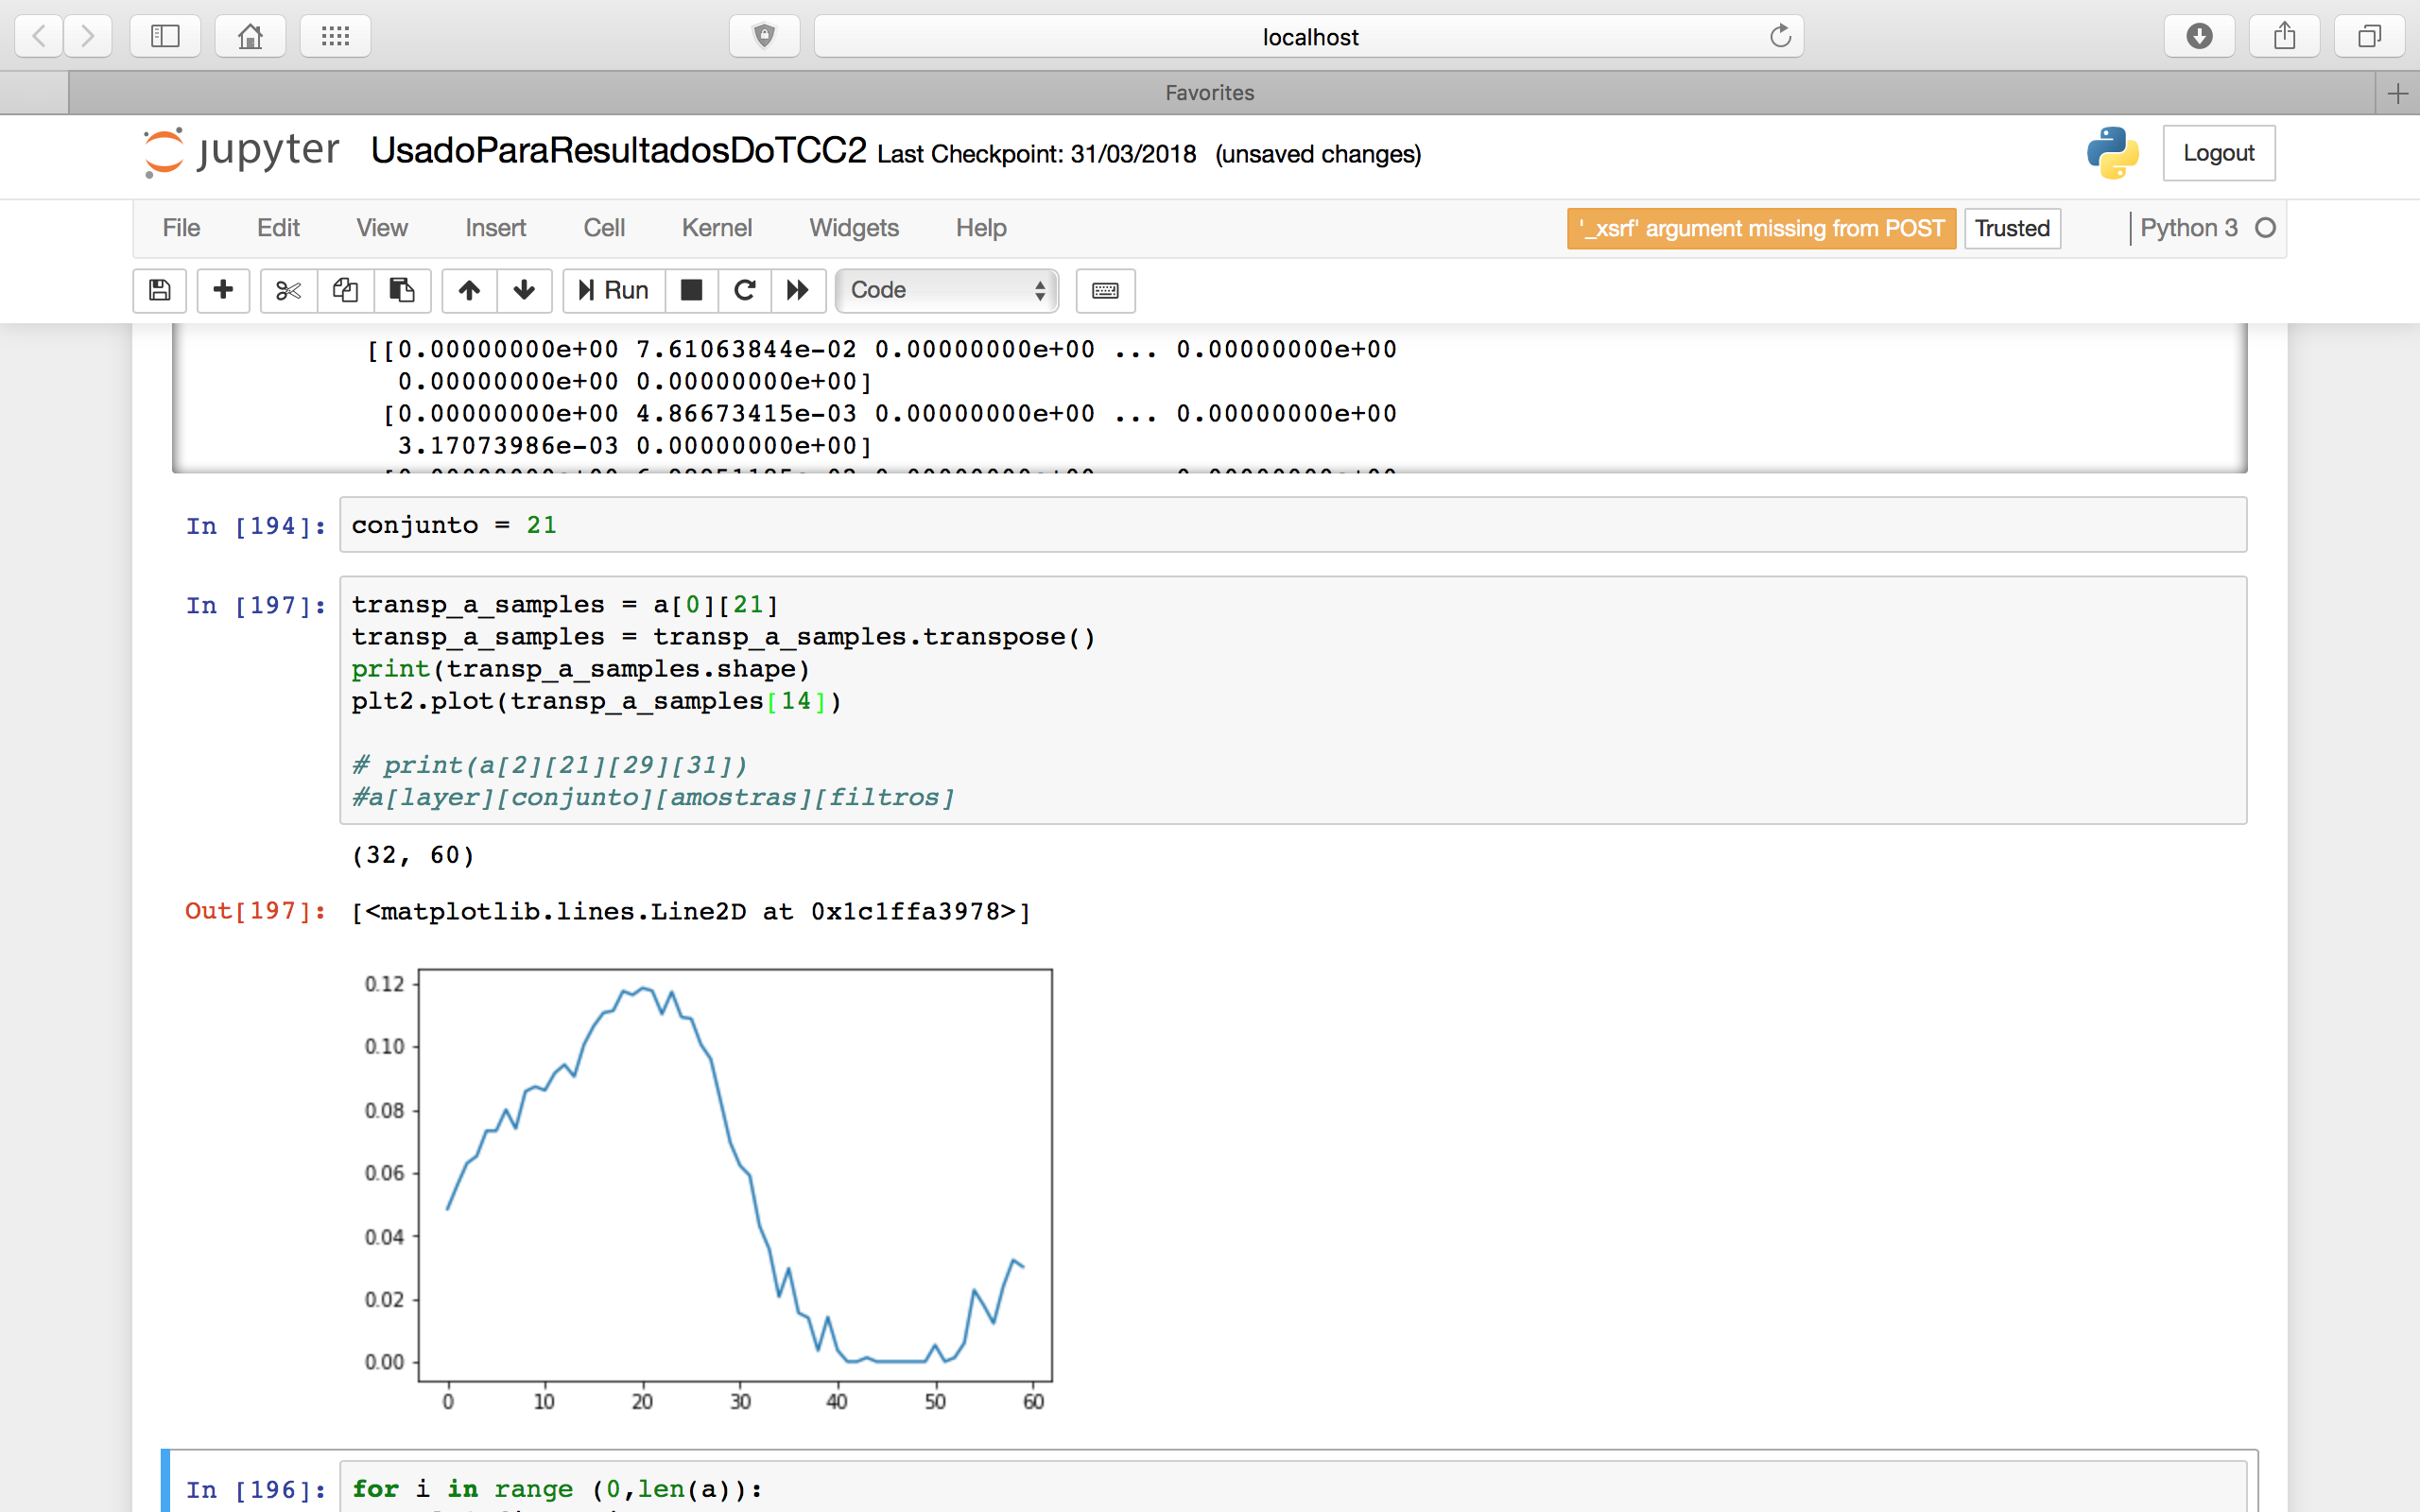 localhost
Favorites
jupyter UsadoParaResultadosDoTCC2 Last Checkpoint: 31/03/2018 (unsaved changes)
Logout
File Edit View Insert Cell Kernel Widgets Help '_xsrf' argument missing from POST Trusted Python 3
Run Code
[[0.00000000e+00 7.61063844e-02 0.00000000e+00 ... 0.00000000e+00
0.00000000e+00 0.00000000e+00]
[0.00000000e+00 4.86673415e-03 0.00000000e+00 ... 0.00000000e+00
3.17073986e-03 0.00000000e+00]
In [194]: conjunto = 21
In [197]: transp_a_samples = a[0][21]
transp_a_samples = transp_a_samples.transpose()
print(transp_a_samples.shape)
plt2.plot(transp_a_samples[14])
# print(a[2][21][29][31])
#a[layer][conjunto][amostras][filtros]
(32, 60)
Out[197]: [<matplotlib.lines.Line2D at 0x1c1ffa3978>]
0.12
0.10
0.08
0.06
0.04
0.02
0.00
0 10 20 30 40 50 60
In [196]: for i in range (0,len(a)):